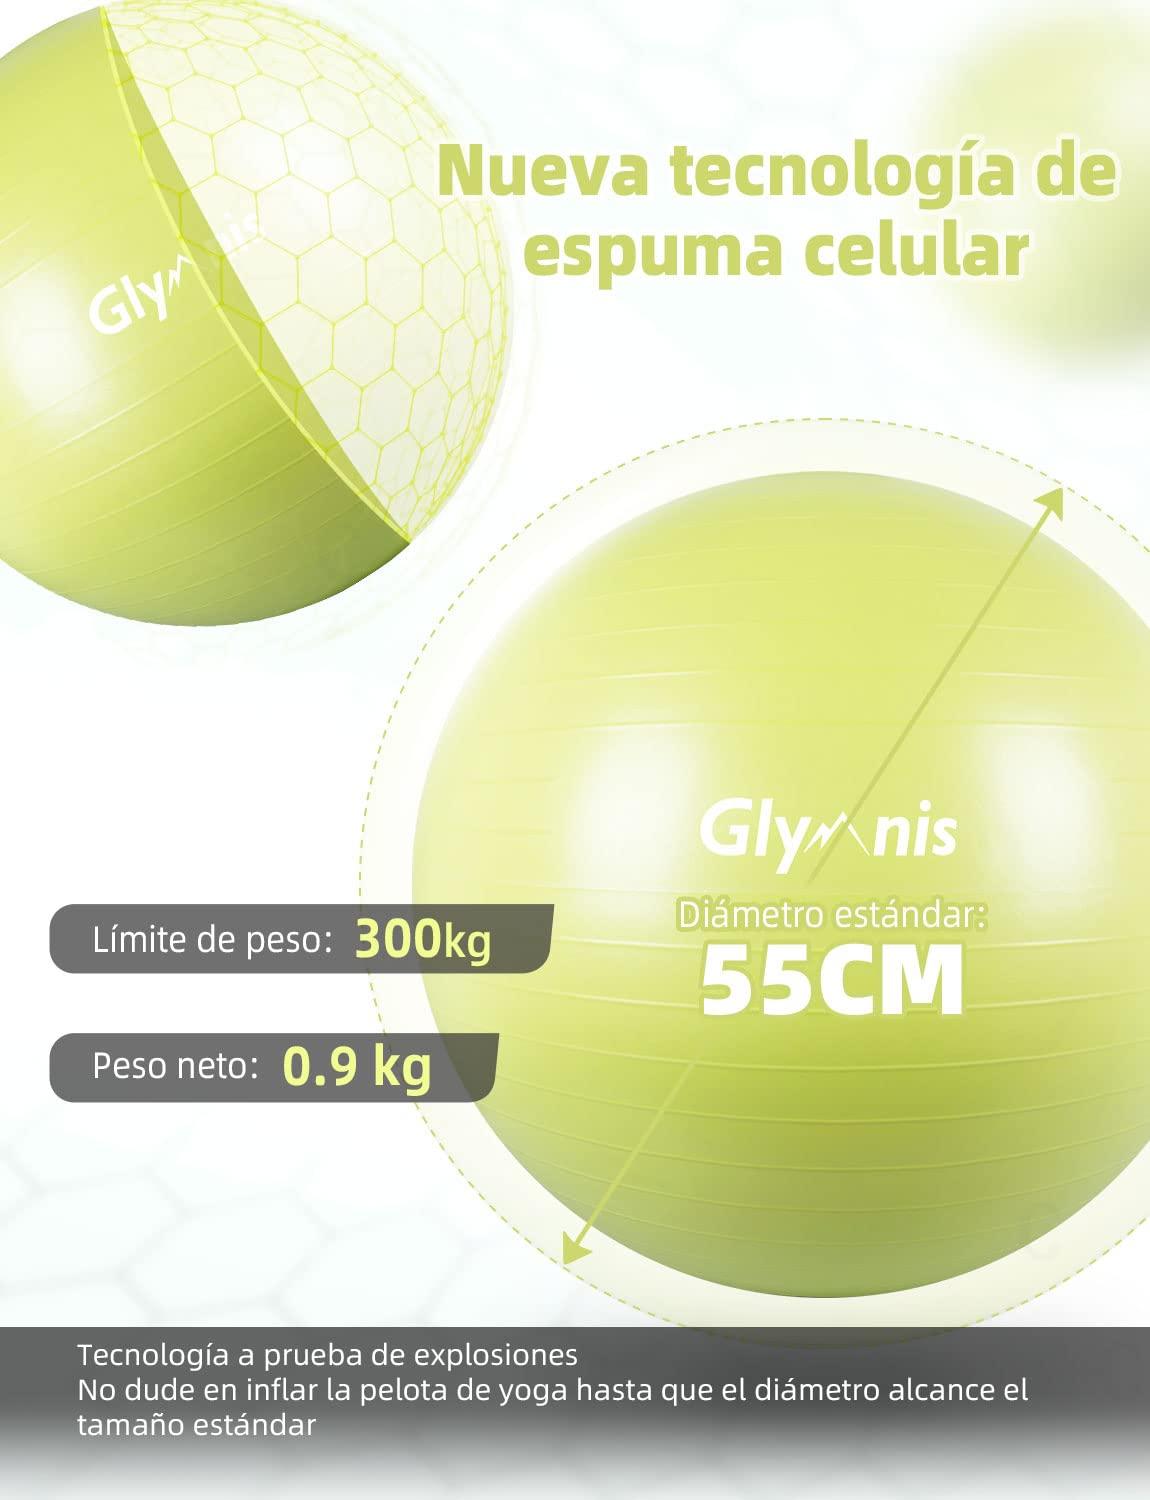 Nueva tecnología de
espuma celular
Glymnis
Glymnis
Diámetro estándar:
55CM
Límite de peso: 300kg
Peso neto: 0.9 kg
Tecnología a prueba de explosiones
No dude en inflar la pelota de yoga hasta que el diámetro alcance el
tamaño estándar